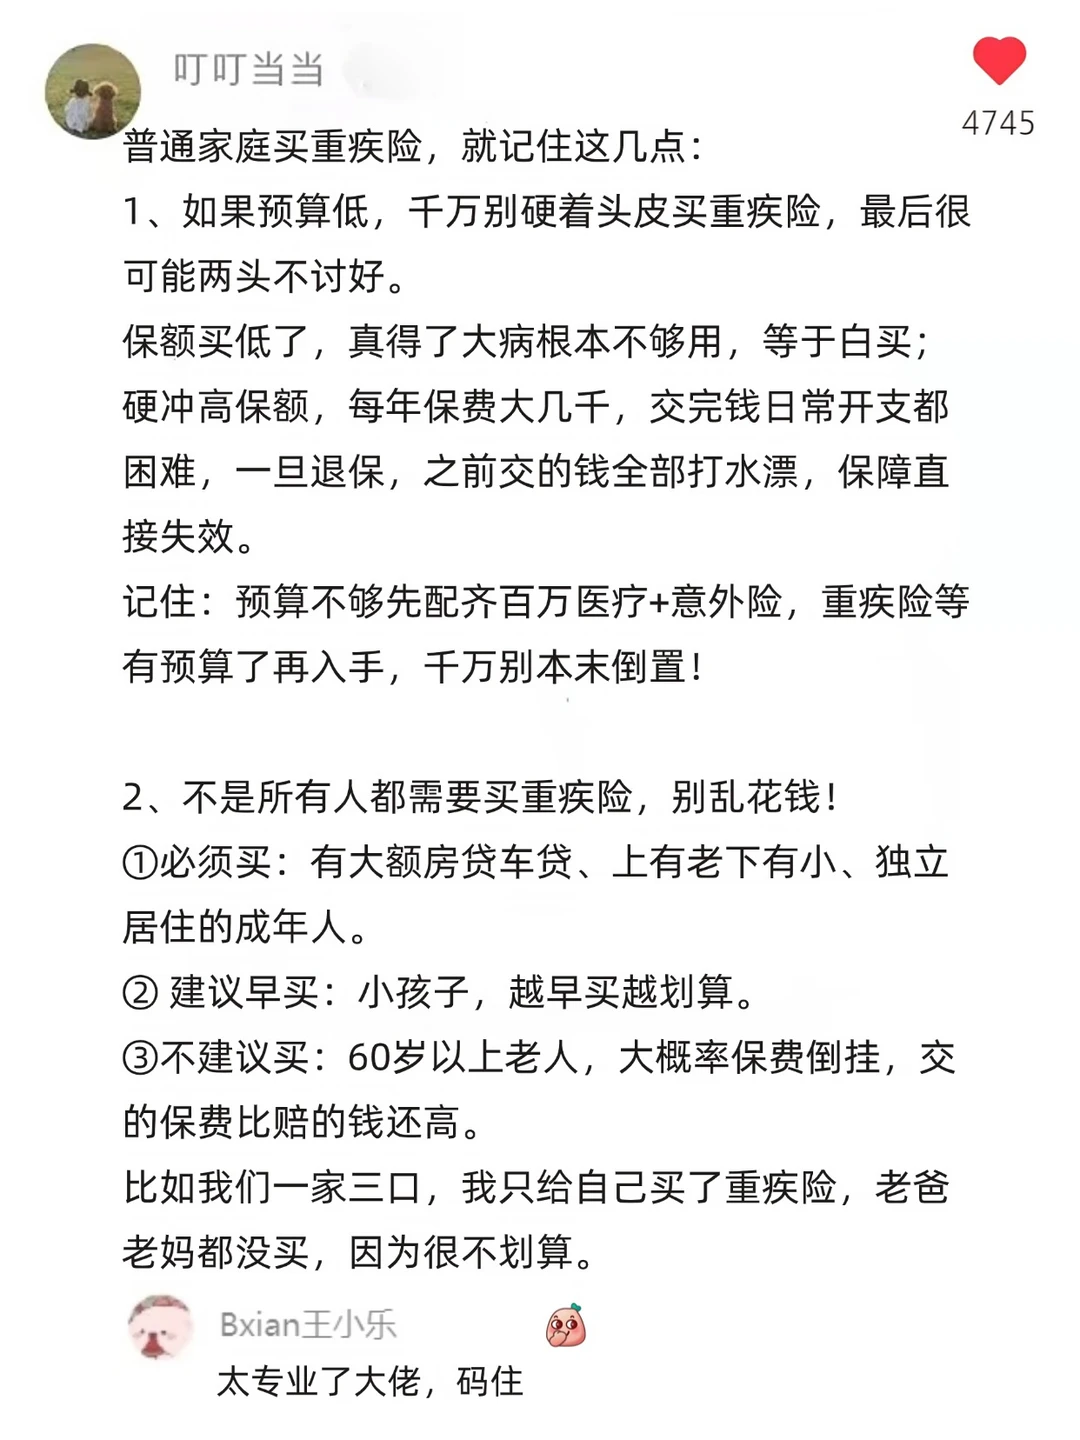 叮叮当当
4745
普通家庭买重疾险，就记住这几点：
1、如果预算低，千万别硬着头皮买重疾险，最后很
可能两头不讨好。
保额买低了，真得了大病根本不够用，等于白买；
硬冲高保额，每年保费大几千，交完钱日常开支都
困难，一旦退保，之前交的钱全部打水漂，保障直
接失效。
记住：预算不够先配齐百万医疗+意外险，重疾险等
有预算了再入手，千万别本末倒置！
2、不是所有人都需要买重疾险，别乱花钱！
①必须买：有大额房贷车贷、上有老下有小、独立
居住的成年人。
② 建议早买：小孩子，越早买越划算。
③不建议买：60岁以上老人，大概率保费倒挂，交
的保费比赔的钱还高。
比如我们一家三口，我只给自己买了重疾险，老爸
老妈都没买，因为很不划算。
Bxian王小乐
太专业了大佬，码住